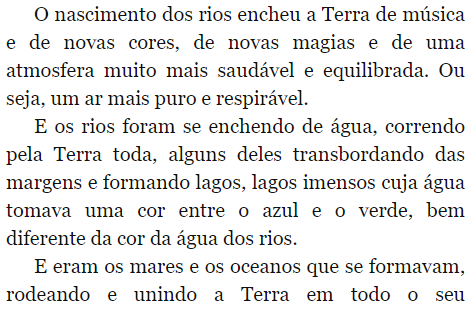 O nascimento dos rios encheu a Terra de música
e de novas cores, de novas magias e de uma
atmosfera muito mais saudável e equilibrada. Ou
seja, um ar mais puro e respirável.
E os rios foram se enchendo de água, correndo
pela Terra toda, alguns deles transbordando das
margens e formando lagos, lagos imensos cuja água
tomava uma cor entre o azul e o verde, bem
diferente da cor da água dos rios.
E eram os mares e os oceanos que se formavam,
rodeando e unindo a Terra em todo o seu